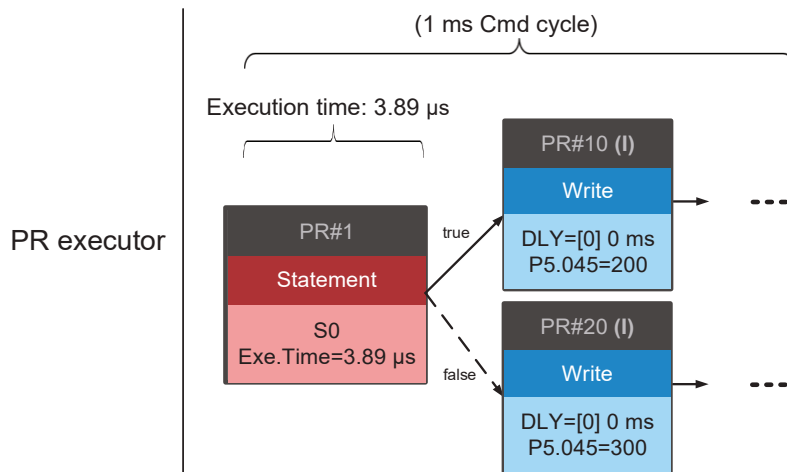 (1 ms Cmd cycle)
Execution time: 3.89 µs
PR executor
PR#1
Statement
S0
Exe.Time=3.89 µs
true
false
PR#10 (I)
Write
DLY=[0] 0 ms
P5.045=200
PR#20 (I)
Write
DLY=[0] 0 ms
P5.045=300